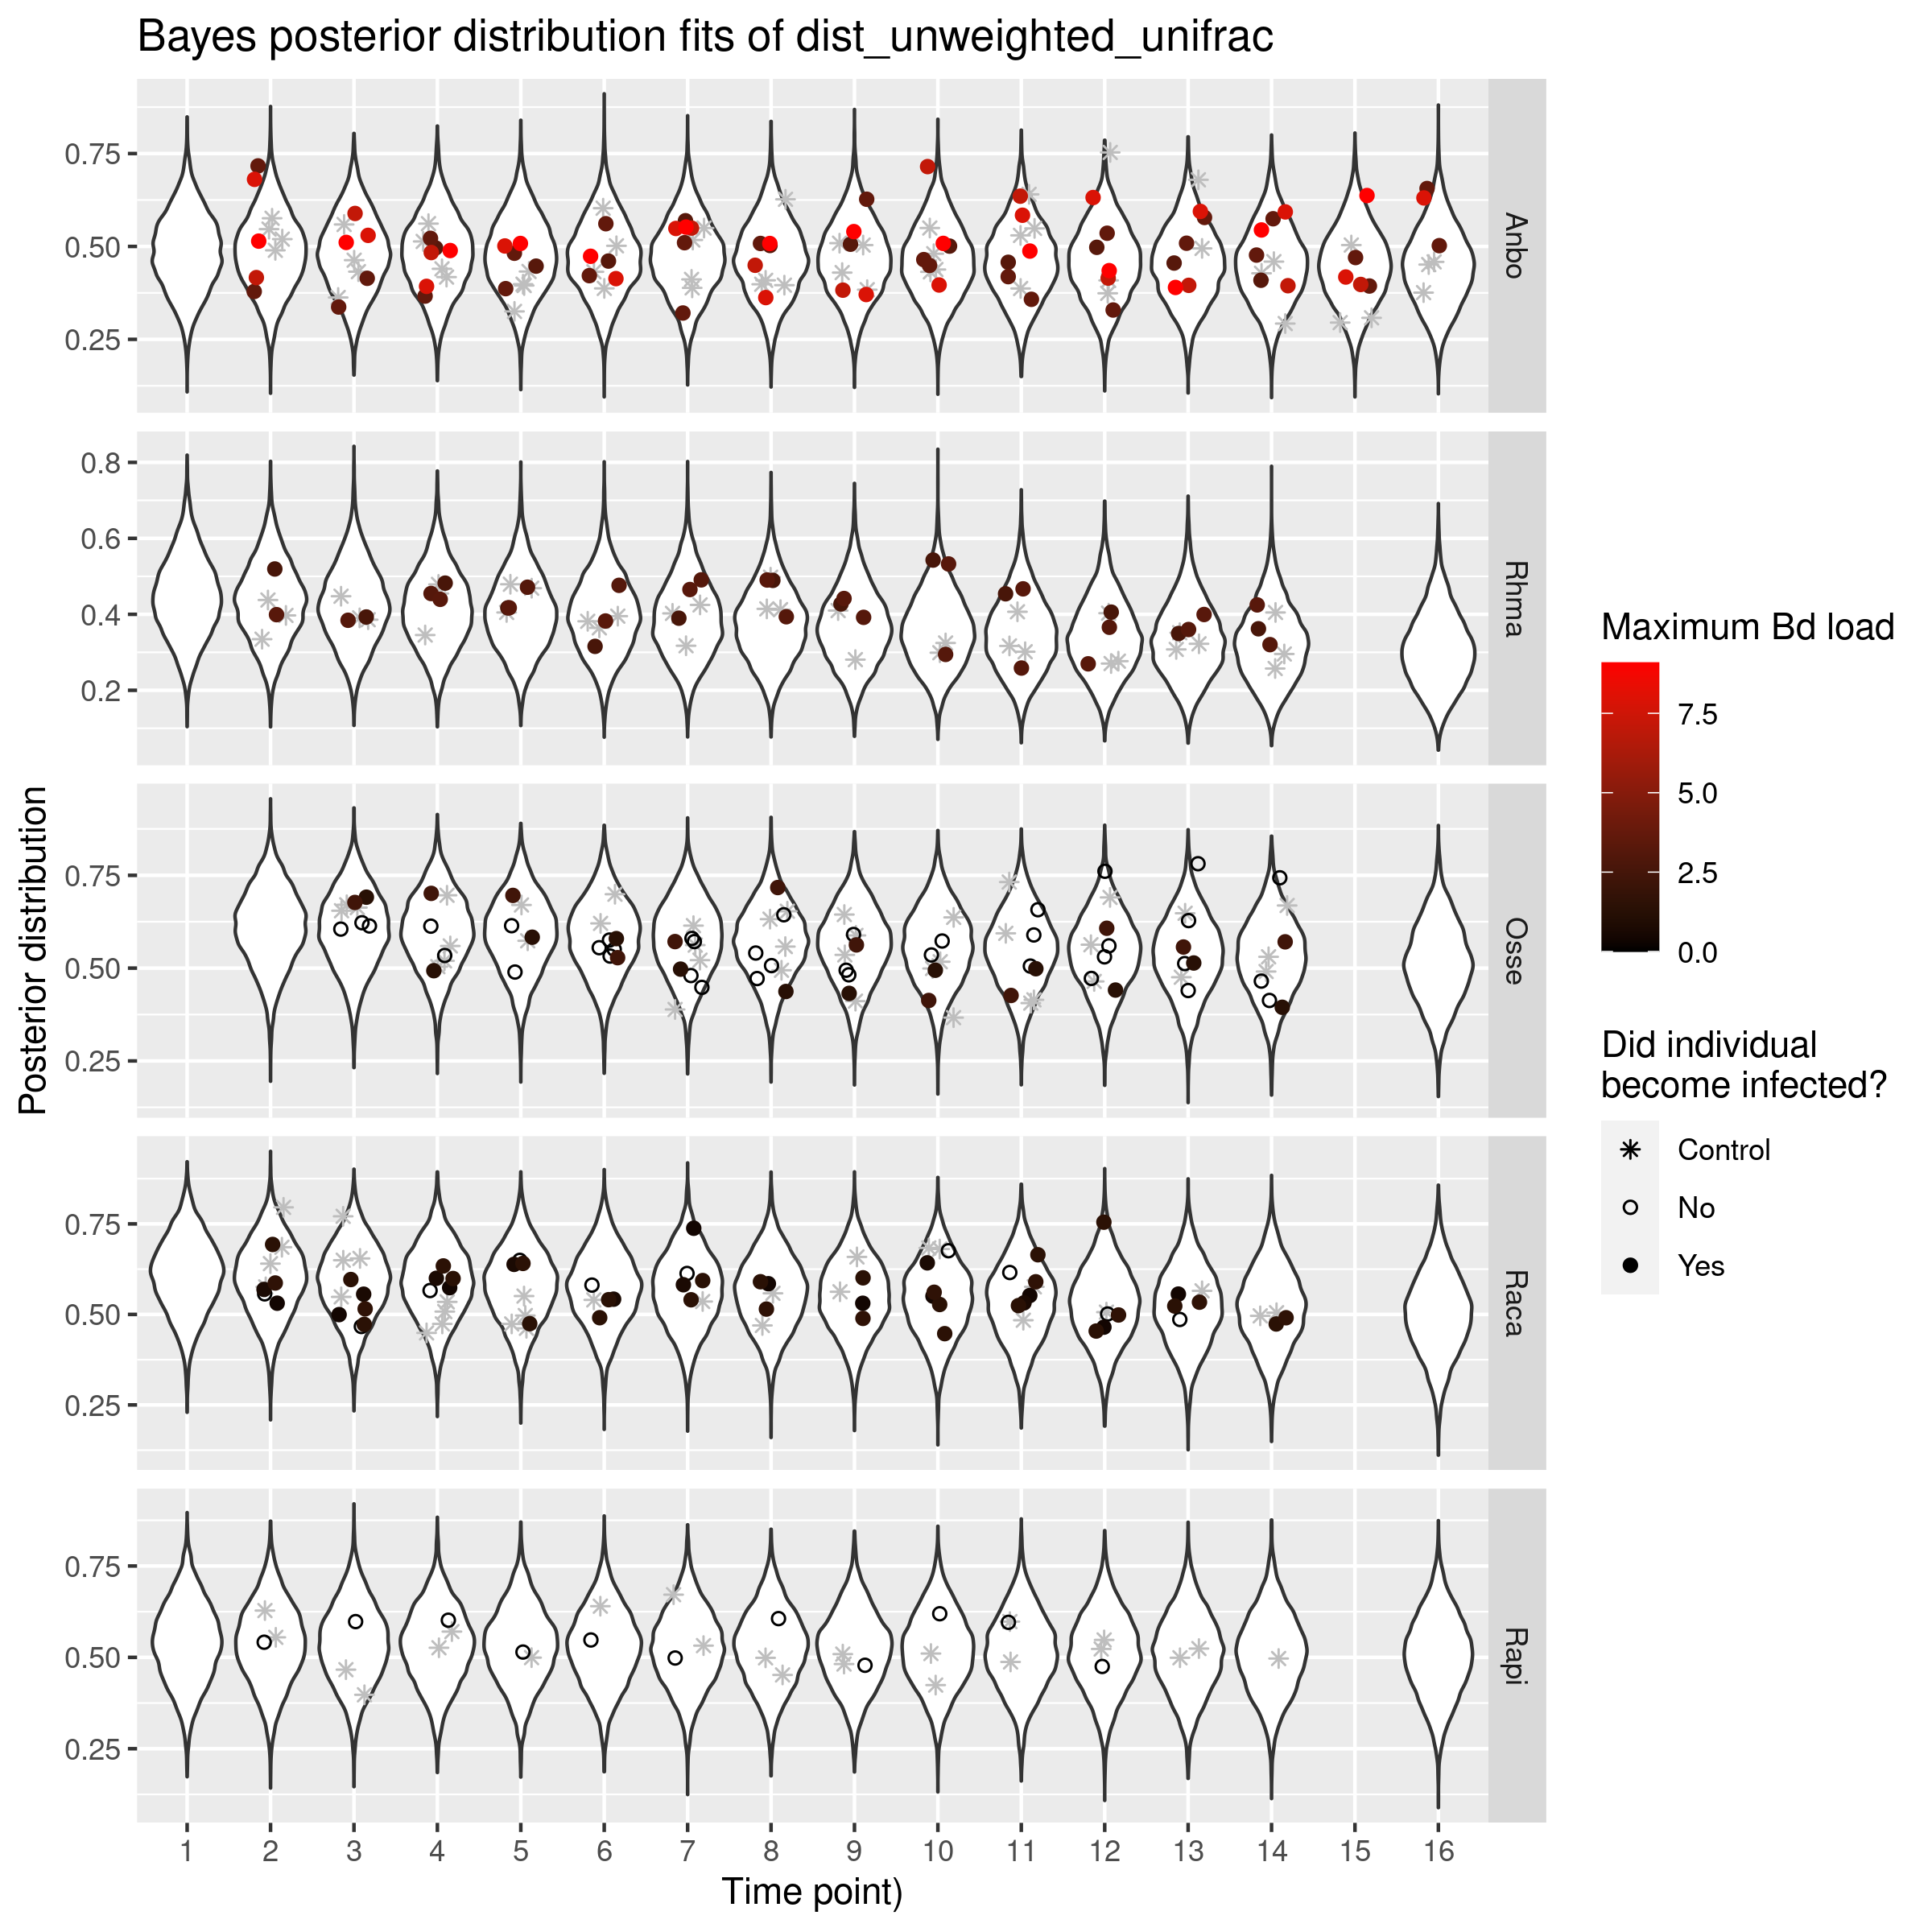 Bayes posterior distribution fits of dist_unweighted_unifrac
Posterior distribution
0.75
0.50
0.25
Anbo
0.8
0.6
0.4
0.2
Rhma
0.75
0.50
0.25
Osse
0.75
0.50
0.25
Raca
0.75
0.50
0.25
Rapi
1 2 3 4 5 6 7 8 9 10 11 12 13 14 15 16
Time point)
Maximum Bd load
7.5
5.0
2.5
0.0
Did individual
become infected?
Control
No
Yes